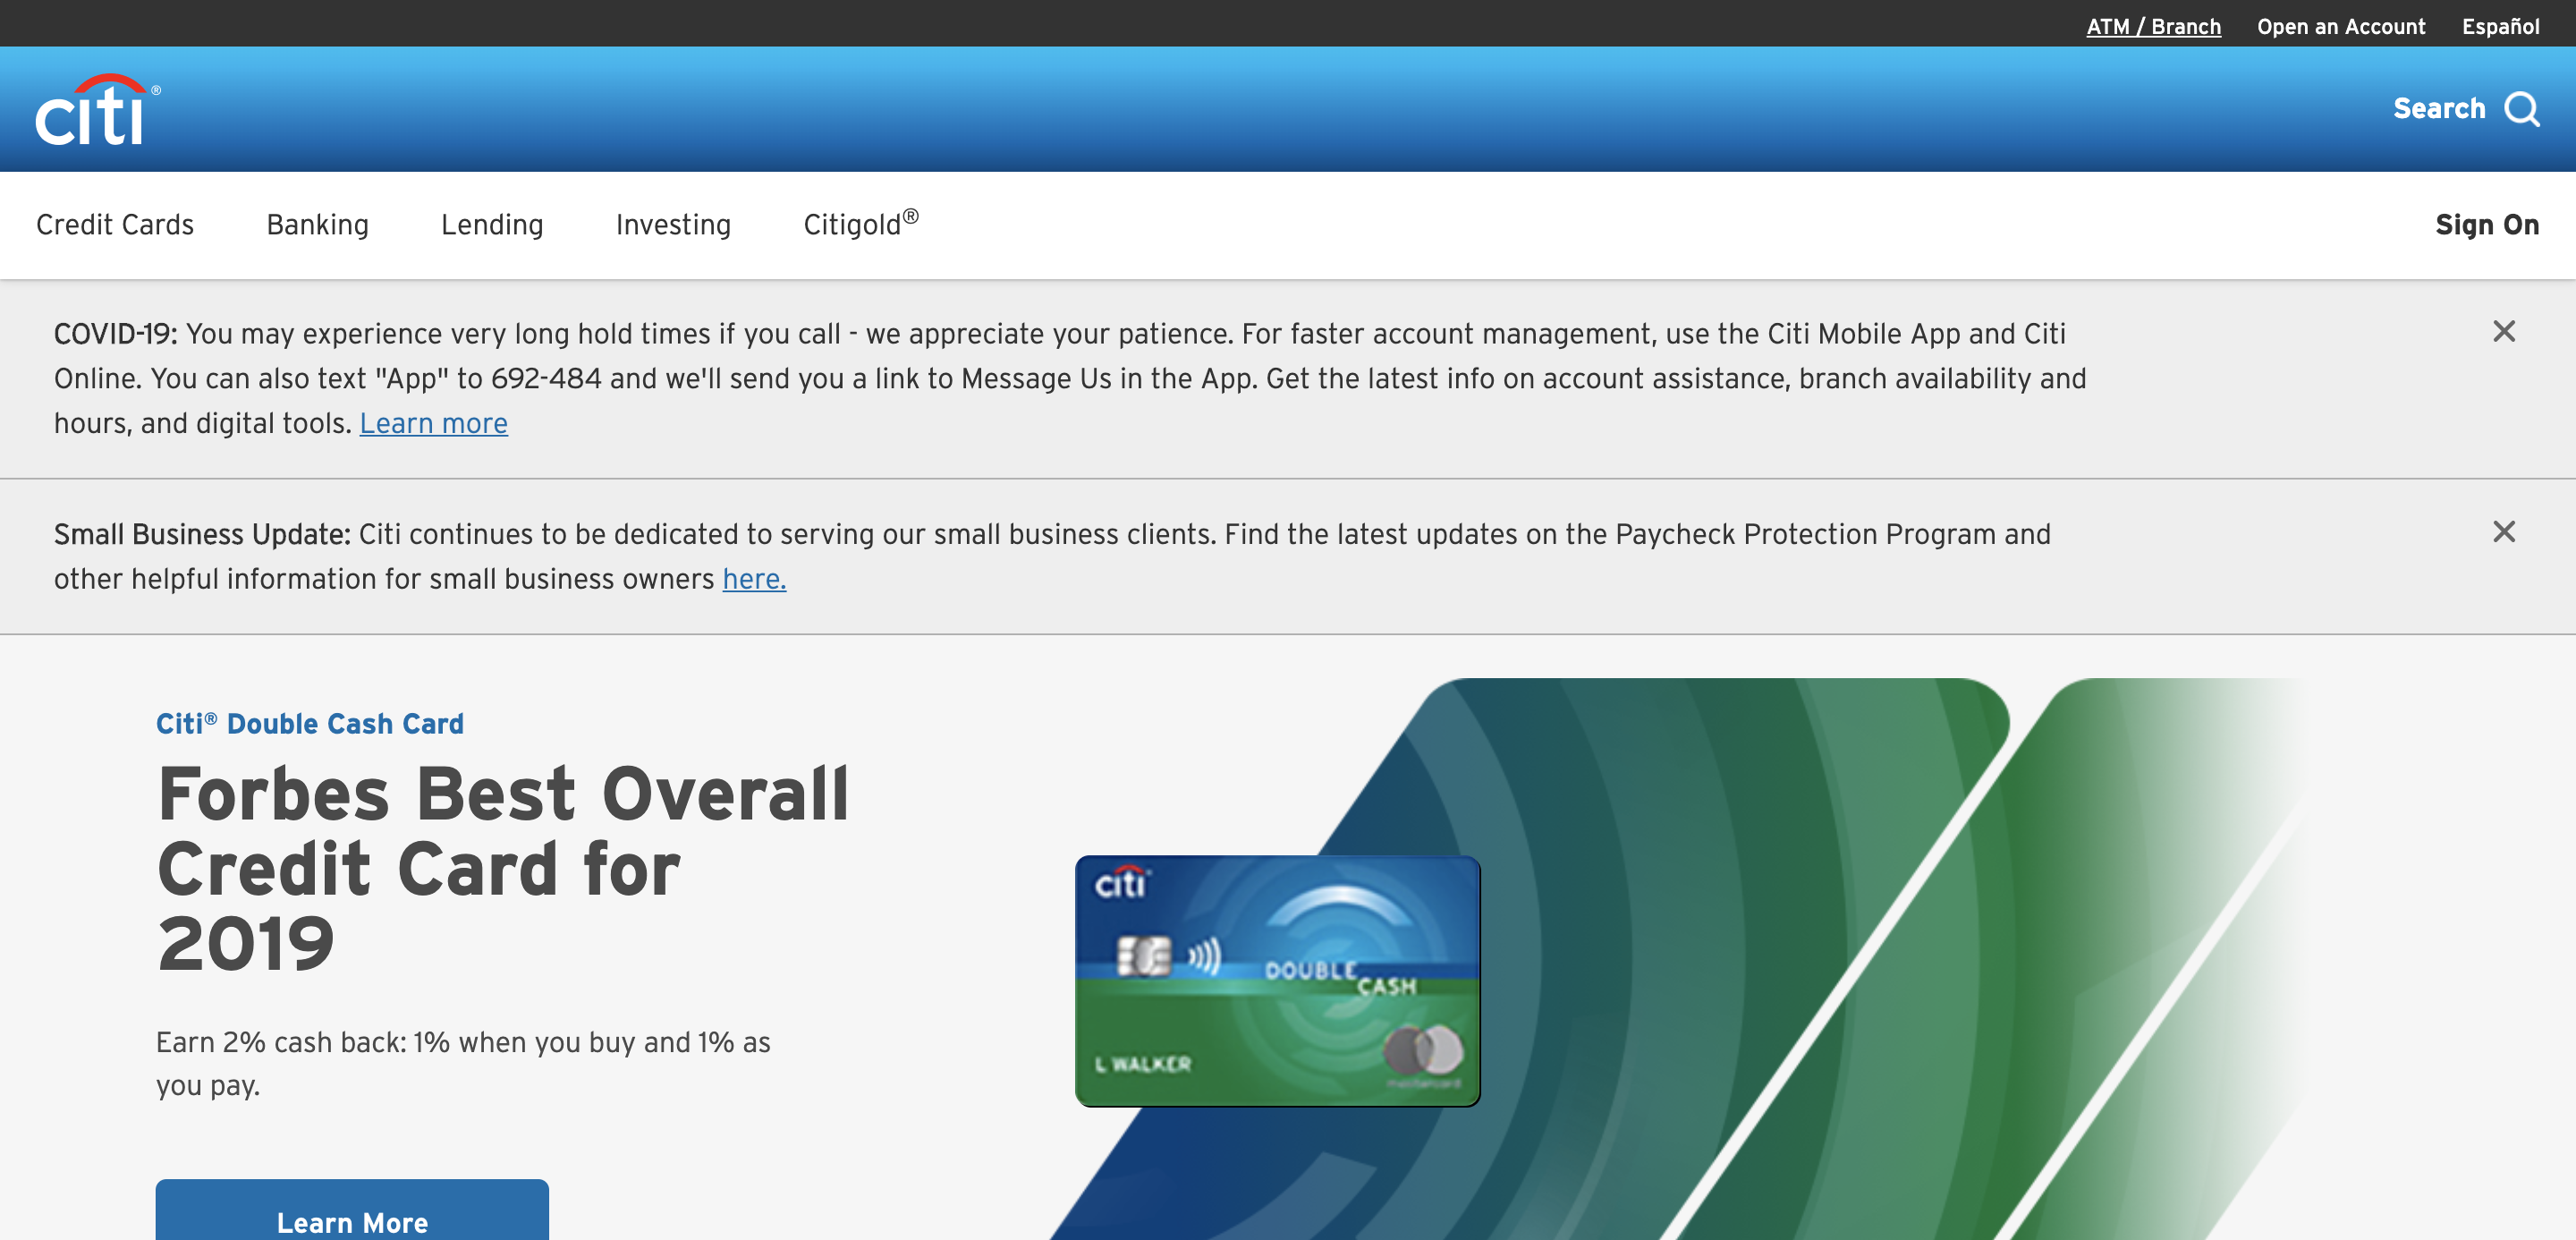 ATM / Branch Open an Account Español
citi®
Search
Credit Cards Banking Lending Investing Citigold® Sign On
COVID-19: You may experience very long hold times if you call - we appreciate your patience. For faster account management, use the Citi Mobile App and Citi
Online. You can also text "App" to 692-484 and we'll send you a link to Message Us in the App. Get the latest info on account assistance, branch availability and
hours, and digital tools. Learn more
Small Business Update: Citi continues to be dedicated to serving our small business clients. Find the latest updates on the Paycheck Protection Program and
other helpful information for small business owners here.
Citi® Double Cash Card
Forbes Best Overall
Credit Card for
2019
Earn 2% cash back: 1% when you buy and 1% as
you pay.
Learn More
citi
DOUBLE
CASH
L WALKER
mastercard